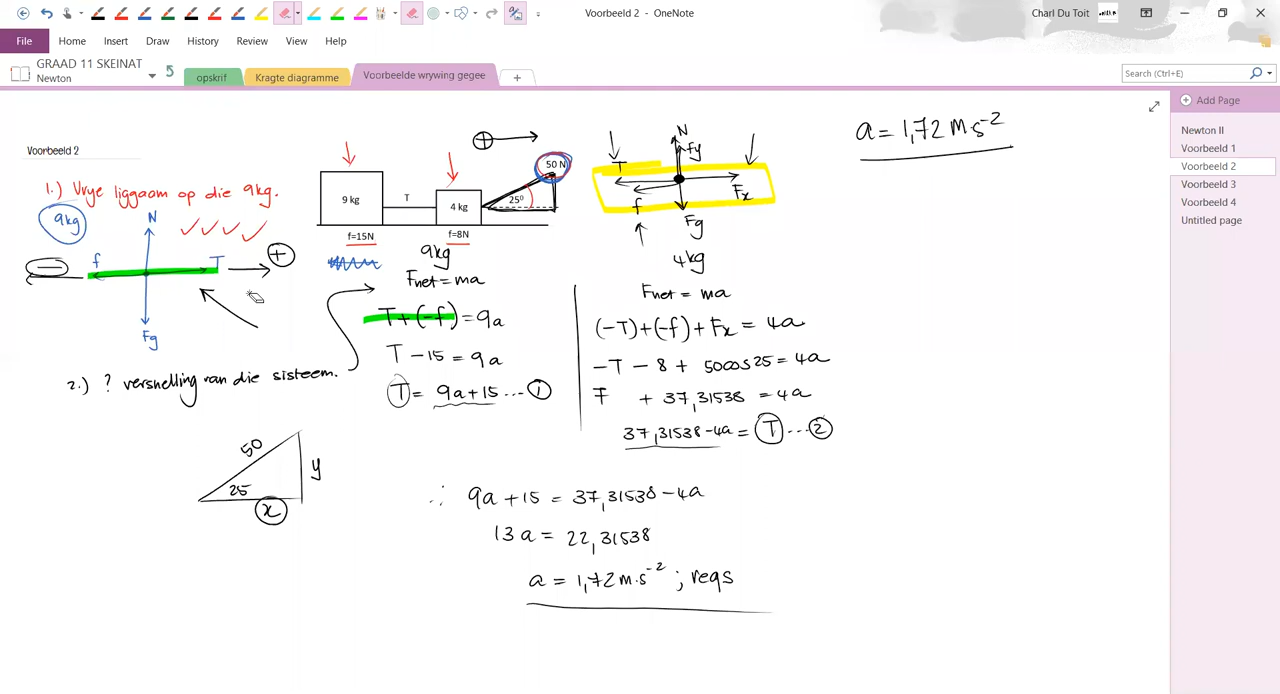 Voorbeeld 2 - OneNote
Charl Du Toit
File
Home
Insert
Draw
History
Review
View
Help
GRAAD 11 SKEINAT
Newton
opskrif
Kragte diagramme
Voorbeelde wrywing gegee
Search (Ctrl+E)
Add Page
Newton II
Voorbeeld 1
Voorbeeld 2
Voorbeeld 3
Voorbeeld 4
Untitled page
Voorbeeld 2
1.) Vrye liggaam op die 9kg.
9kg
N
f
T
+
−
Fg
2.) ? versnelling van die sisteem.
50
25
x
y
+
9 kg
T
4 kg
25⁰
50 N
f=15N
f=8N
N
fy
T
f
Fx
Fg
4kg
9kg
Fnet = ma
T + (-f) = 9a
T - 15 = 9a
T = 9a + 15 ... 1
Fnet = ma
(-T) + (-f) + Fx = 4a
-T - 8 + 50cos25 = 4a
+ 37,31538 = 4a
37,31538 - 4a = T ... 2
∴ 9a + 15 = 37,31538 - 4a
13a = 22,31538
a = 1,72 m.s⁻² ; regs
a = 1,72 m s⁻²